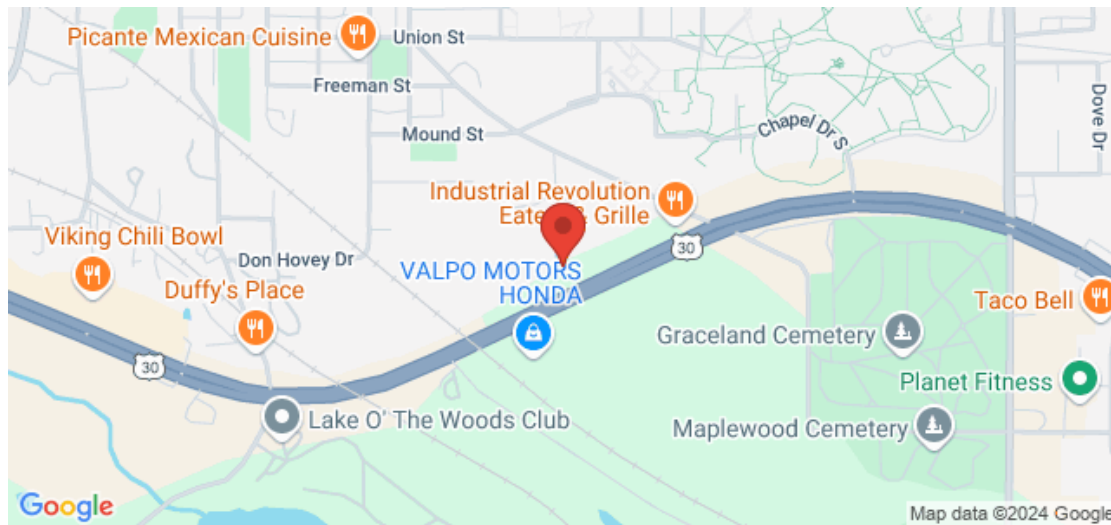 Picante Mexican Cuisine
Union St
Freeman St
Mound St
Chapel Dr S
Dove Dr
Industrial Revolution
Eatery & Grille
30
Viking Chili Bowl
Don Hovey Dr
VALPO MOTORS
HONDA
Duffy's Place
Taco Bell
Graceland Cemetery
30
Planet Fitness
Lake O' The Woods Club
Maplewood Cemetery
Google
Map data ©2024 Google